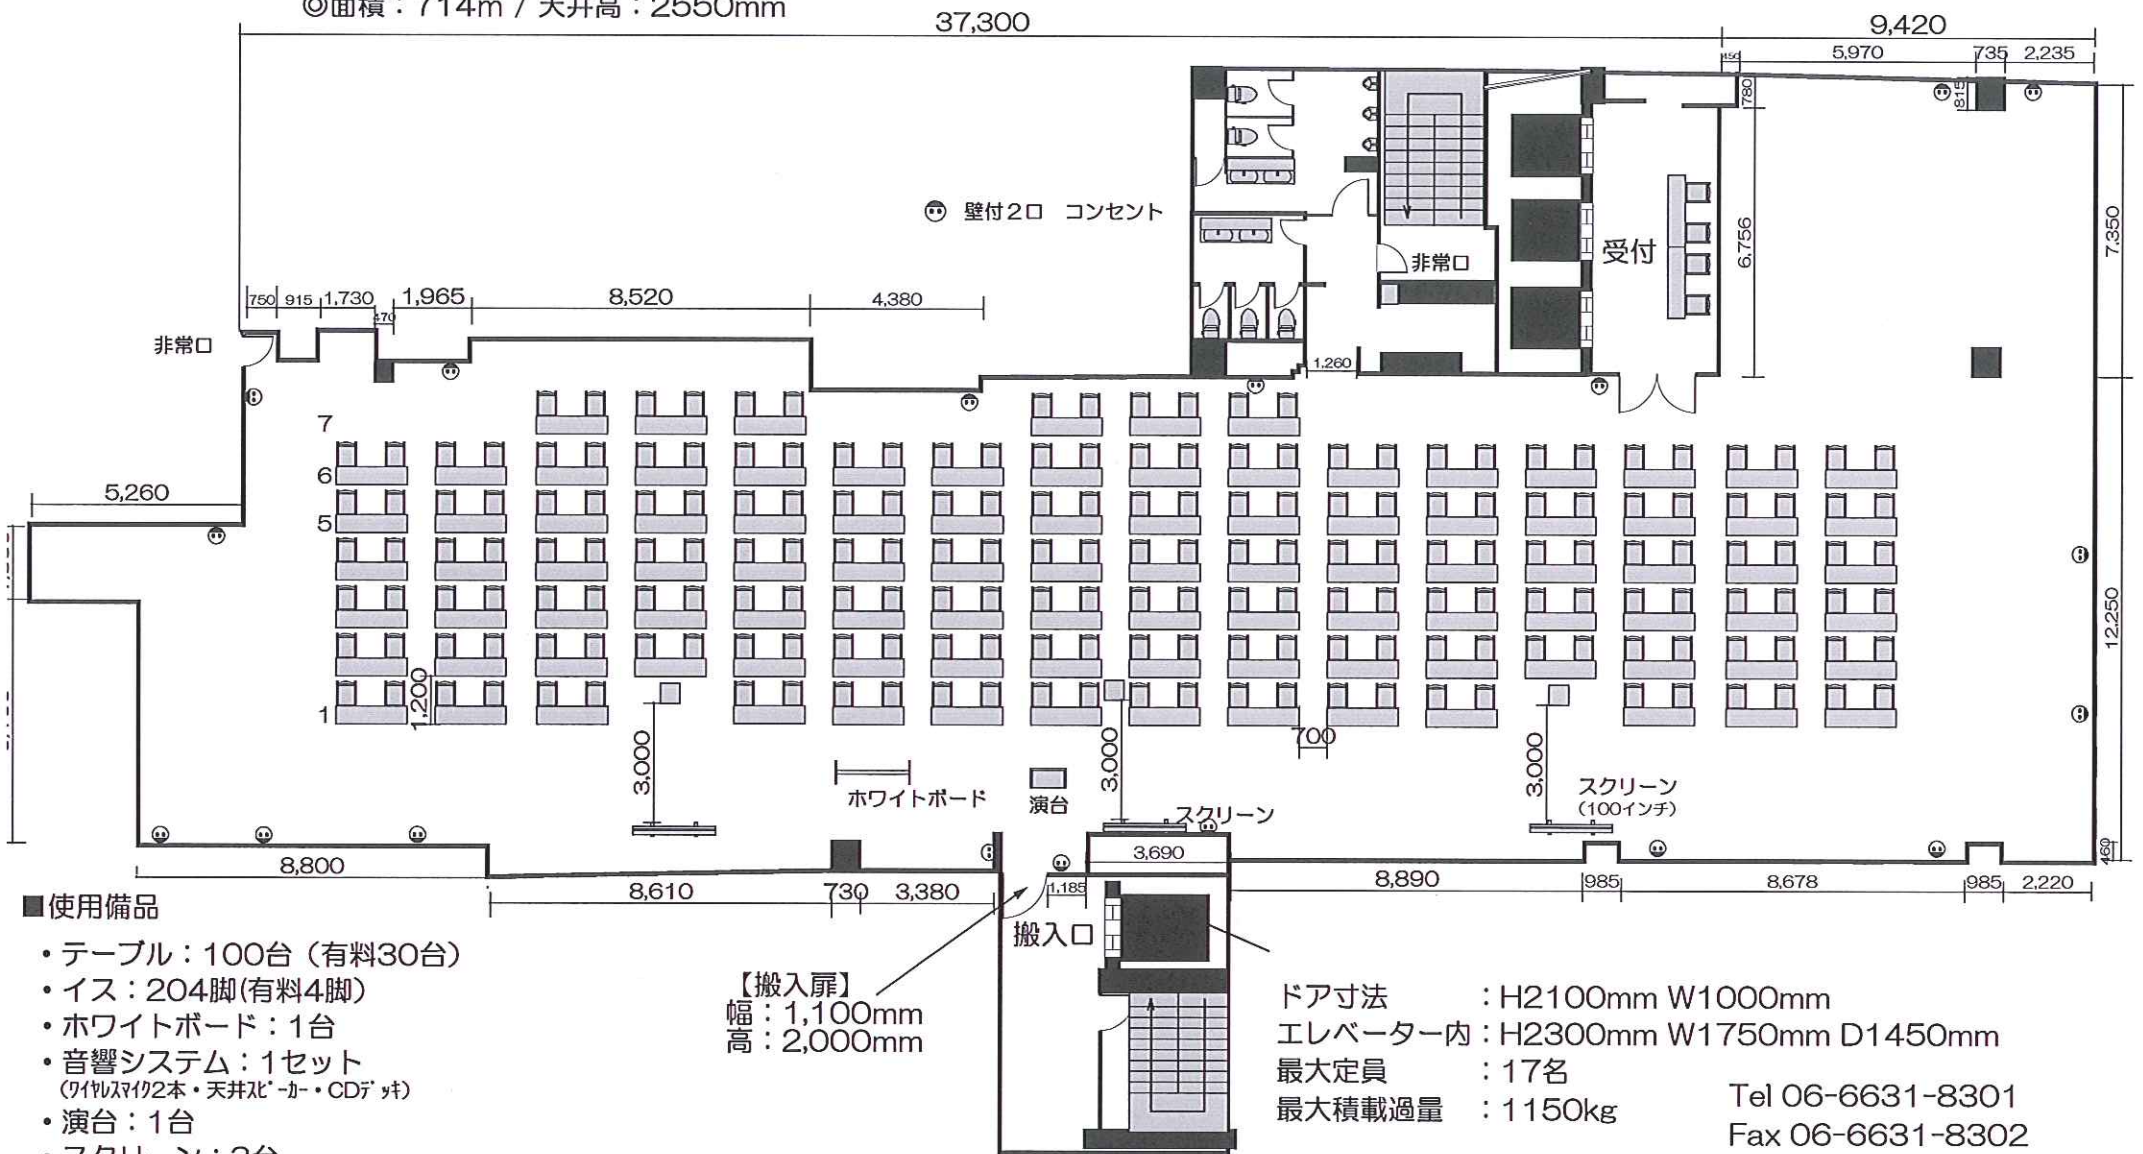 ◎面積：714㎡ / 天井高：2550mm
37,300
9,420
450
5,970
735
2,235
780
815
壁付2口　コンセント
受付
6,756
7,350
非常口
750
915
1,730
1,965
8,520
4,380
470
非常口
1,260
7
6
5,260
5
12,250
1,200
1
700
3,000
3,000
3,000
ホワイトボード
演台
スクリーン
スクリーン
(100インチ)
3,690
460
8,800
8,610
730
3,380
1,185
8,890
985
8,678
985
2,220
搬入口
■使用備品
・テーブル：100台（有料30台）
・イス：204脚(有料4脚)
・ホワイトボード：1台
・音響システム：1セット
(ﾜｲﾔﾚｽﾏｲｸ2本・天井ｽﾋﾟｰｶｰ・CDﾃﾞｯｷ)
・演台：1台
【搬入扉】
幅：1,100mm
高：2,000mm
ドア寸法　　　：H2100mm W1000mm
エレベーター内：H2300mm W1750mm D1450mm
最大定員　　　：17名
最大積載過量　：1150kg
Tel 06-6631-8301
Fax 06-6631-8302